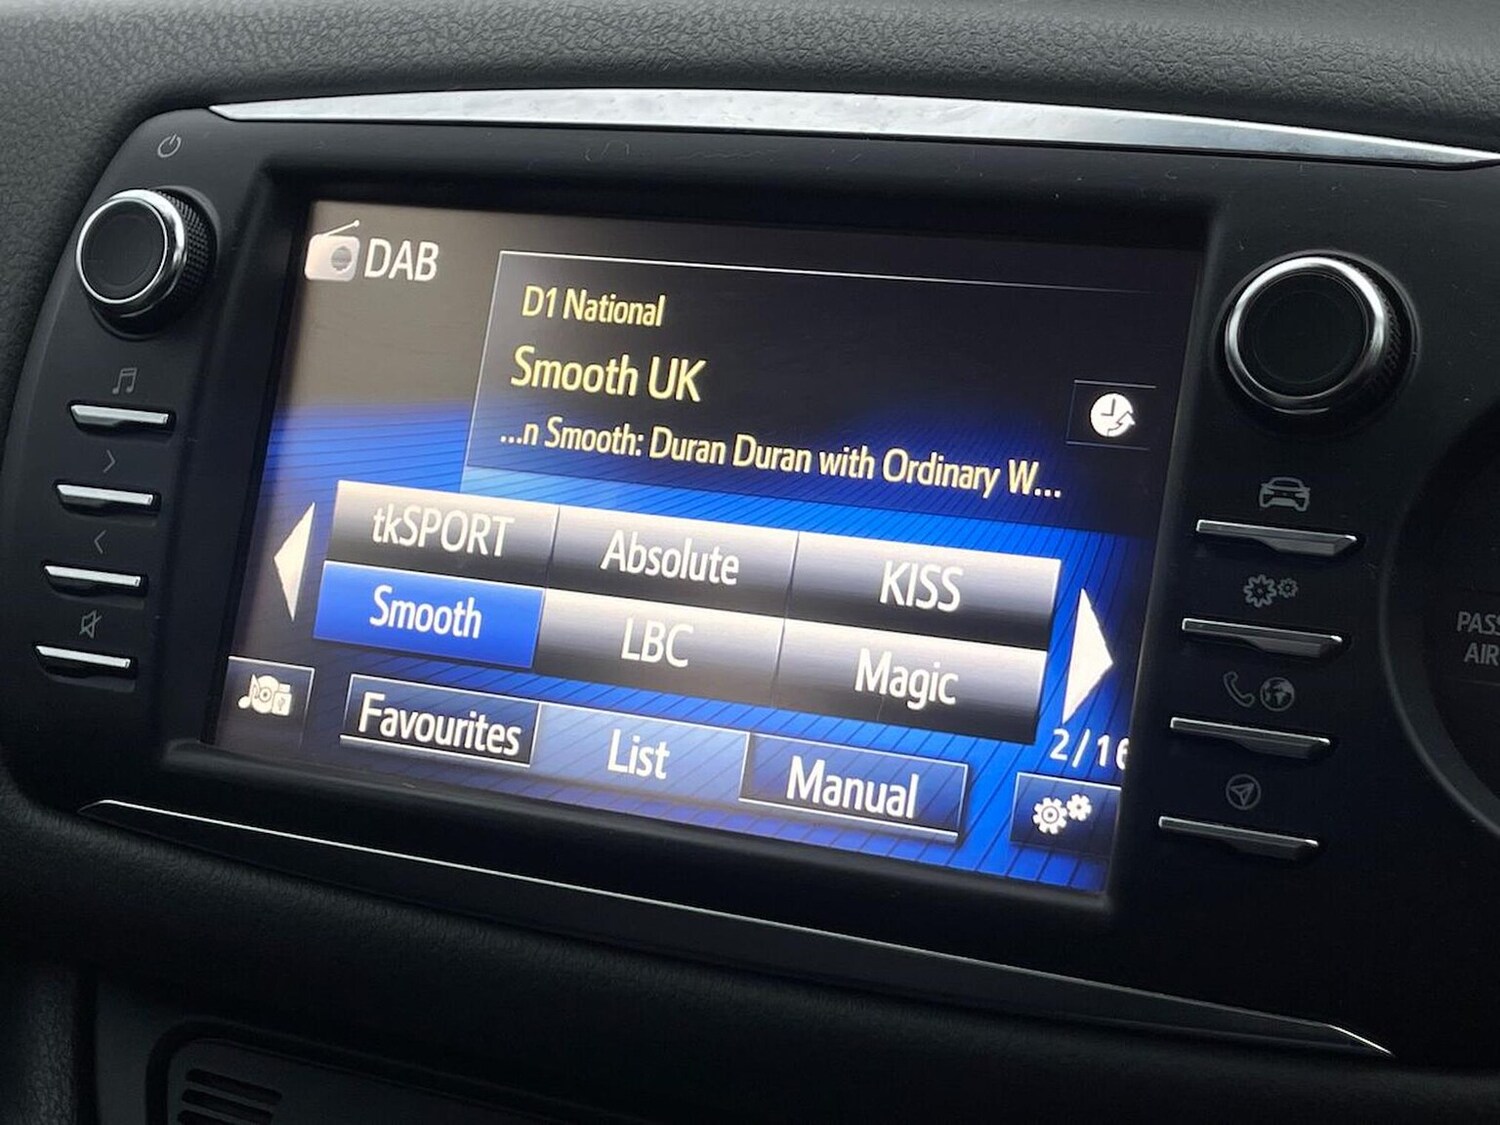 DAB
D1 National
Smooth UK
...n Smooth: Duran Duran with Ordinary W...
tkSPORT Absolute KISS
Smooth LBC Magic
2/16
Favourites List Manual
PASS
AIR